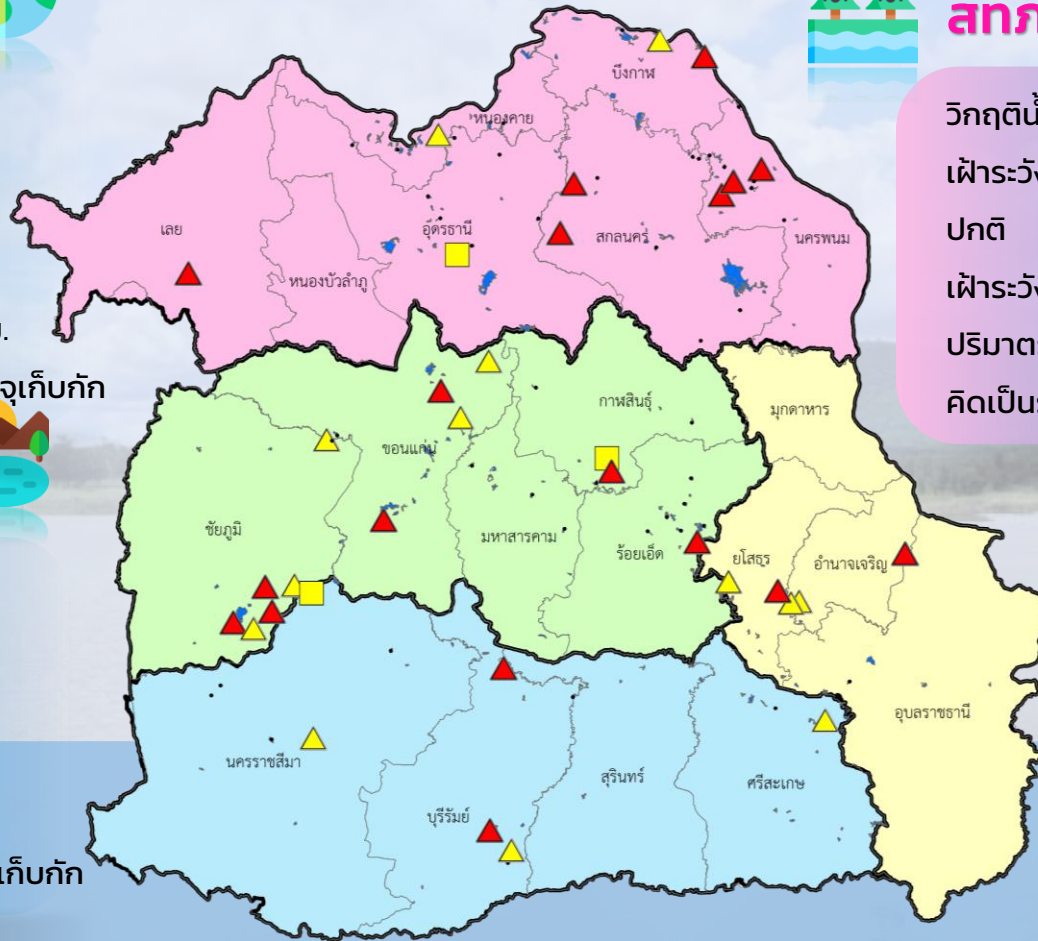 สทภ
วิกฤติน้ำ
เฝ้าระวัง
ปกติ
เฝ้าระวัง
ปริมาตร
คิดเป็นร
จุเก็บกัก
เก็บกัก
บึงกาฬ
หนองคาย
เลย
อุดรธานี
สกลนคร
นครพนม
หนองบัวลำภู
กาฬสินธุ์
มุกดาหาร
ขอนแก่น
ชัยภูมิ
มหาสารคาม
ร้อยเอ็ด
ยโสธร
อำนาจเจริญ
อุบลราชธานี
นครราชสีมา
สุรินทร์
ศรีสะเกษ
บุรีรัมย์